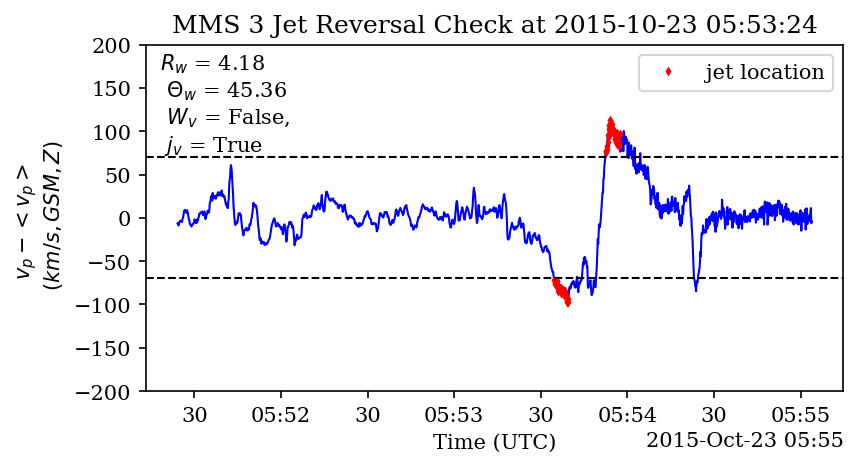 MMS 3 Jet Reversal Check at 2015-10-23 05:53:24
R_w = 4.18
Θ_w = 45.36
W_v = False,
j_v = True
jet location
200
150
100
50
0
−50
−100
−150
−200
v_p − < v_p >
(km/s, GSM, Z)
30 05:52 30 05:53 30 05:54 30 05:55
Time (UTC)
2015-Oct-23 05:55